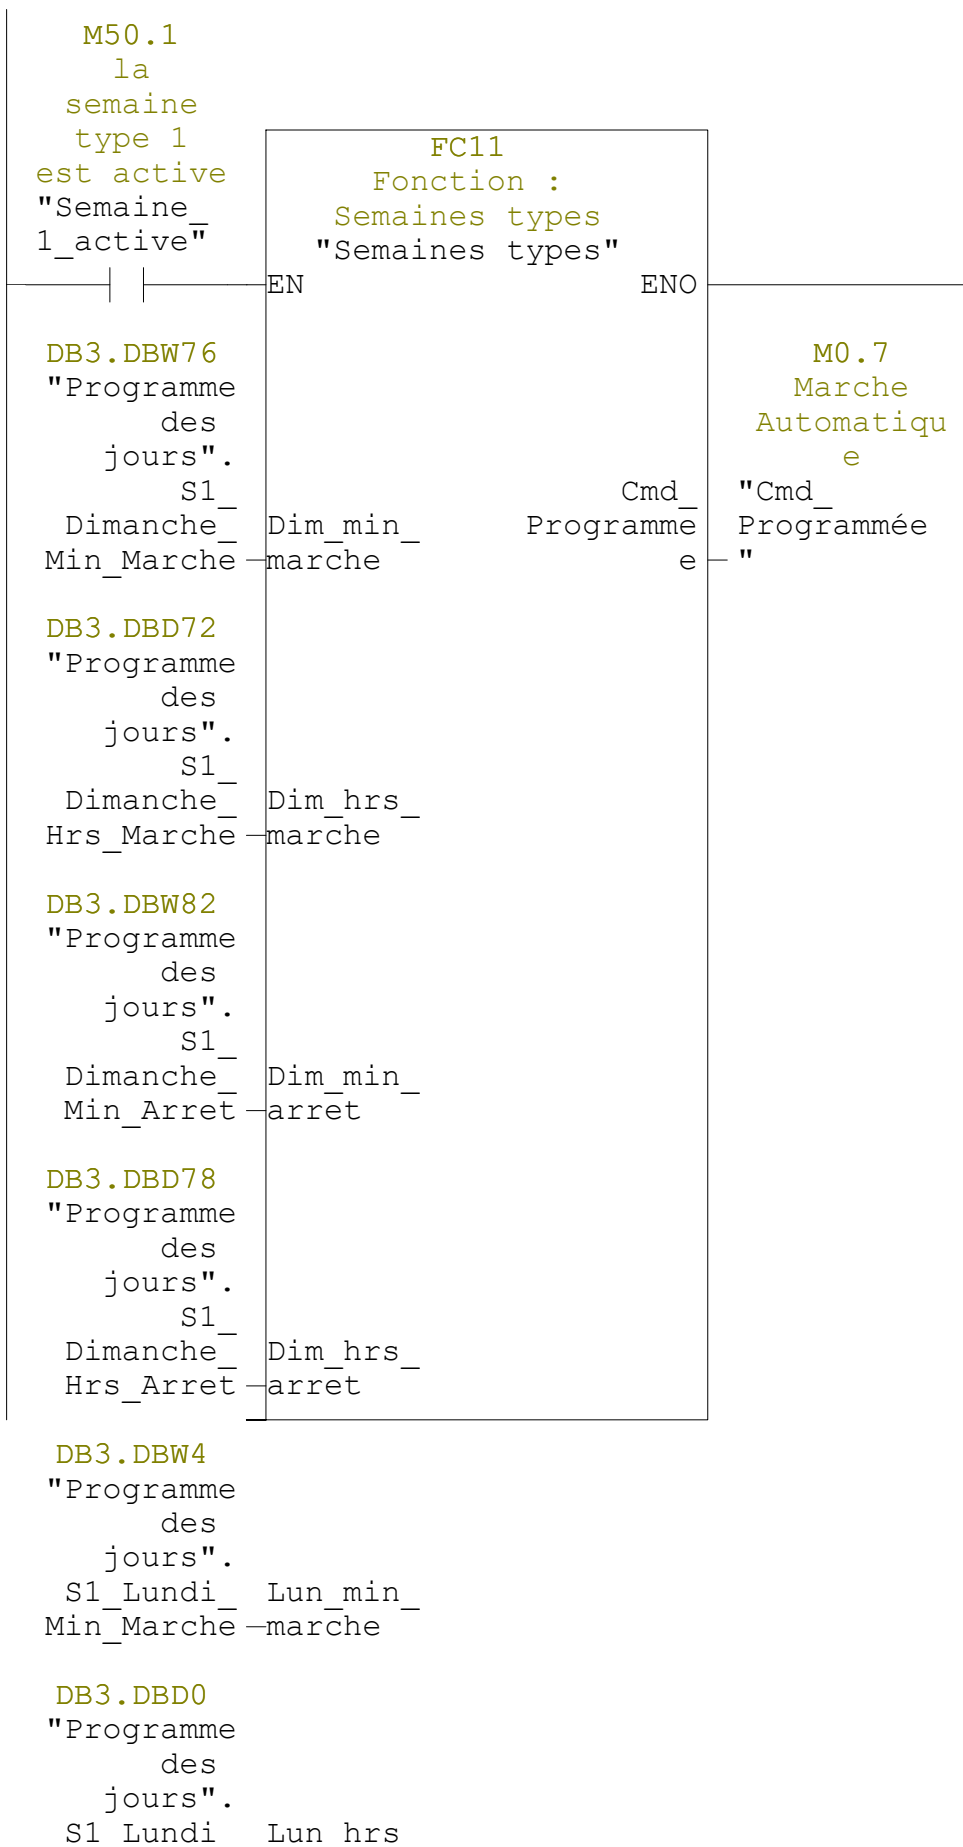 M50.1
la
semaine
type 1
est active
"Semaine_
1_active"
FC11
Fonction :
Semaines types
"Semaines types"
EN
ENO
DB3.DBW76
"Programme
des
jours".
S1_
Dimanche_
Min_Marche
Dim_min_
marche
Cmd_
Programme
e
M0.7
Marche
Automatiqu
e
"Cmd_
Programmée
"
DB3.DBD72
"Programme
des
jours".
S1_
Dimanche_
Hrs_Marche
Dim_hrs_
marche
DB3.DBW82
"Programme
des
jours".
S1_
Dimanche_
Min_Arret
Dim_min_
arret
DB3.DBD78
"Programme
des
jours".
S1_
Dimanche_
Hrs_Arret
Dim_hrs_
arret
DB3.DBW4
"Programme
des
jours".
S1_Lundi_
Min_Marche
Lun_min_
marche
DB3.DBD0
"Programme
des
jours".
S1 Lundi
Lun hrs